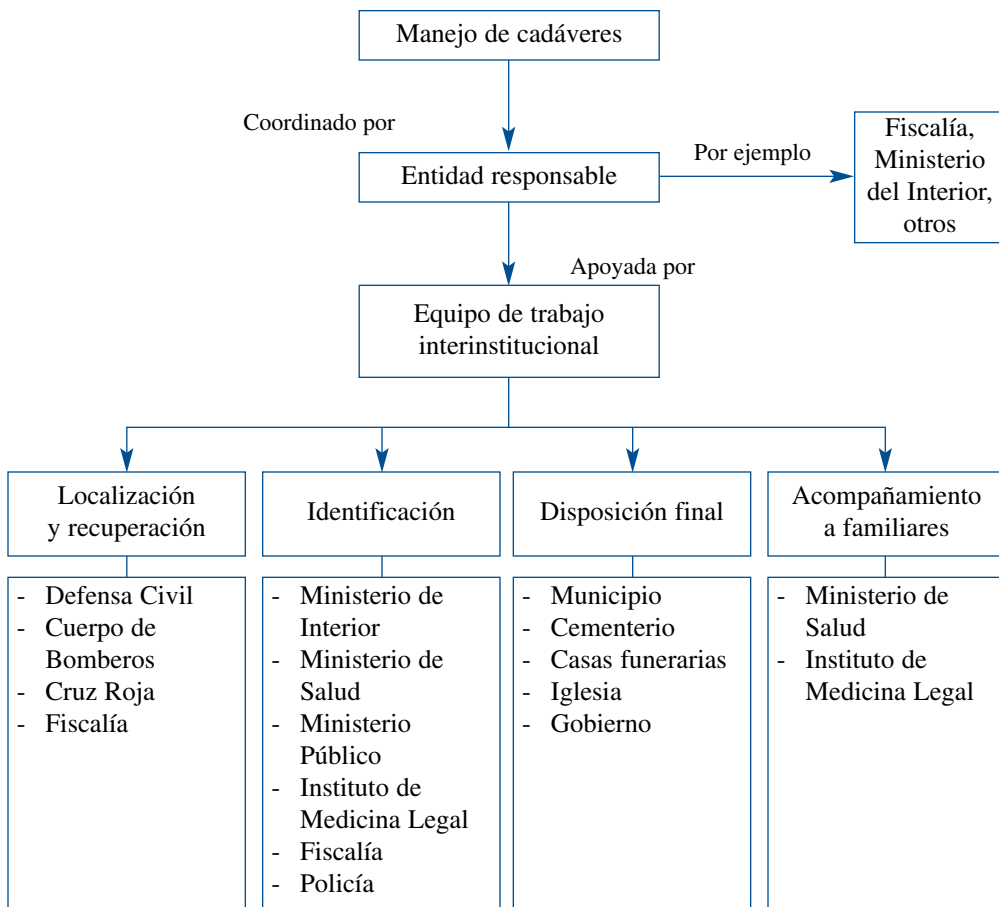 Manejo de cadáveres
Coordinado por
Entidad responsable
Por ejemplo
Fiscalía,
Ministerio
del Interior,
otros
Apoyada por
Equipo de trabajo
interinstitucional
Localización
y recuperación
Identificación
Disposición final
Acompañamiento
a familiares
- Defensa Civil
- Cuerpo de
Bomberos
- Cruz Roja
- Fiscalía
- Ministerio de
Interior
- Ministerio de
Salud
- Ministerio
Público
- Instituto de
Medicina Legal
- Fiscalía
- Policía
- Municipio
- Cementerio
- Casas funerarias
- Iglesia
- Gobierno
- Ministerio de
Salud
- Instituto de
Medicina Legal